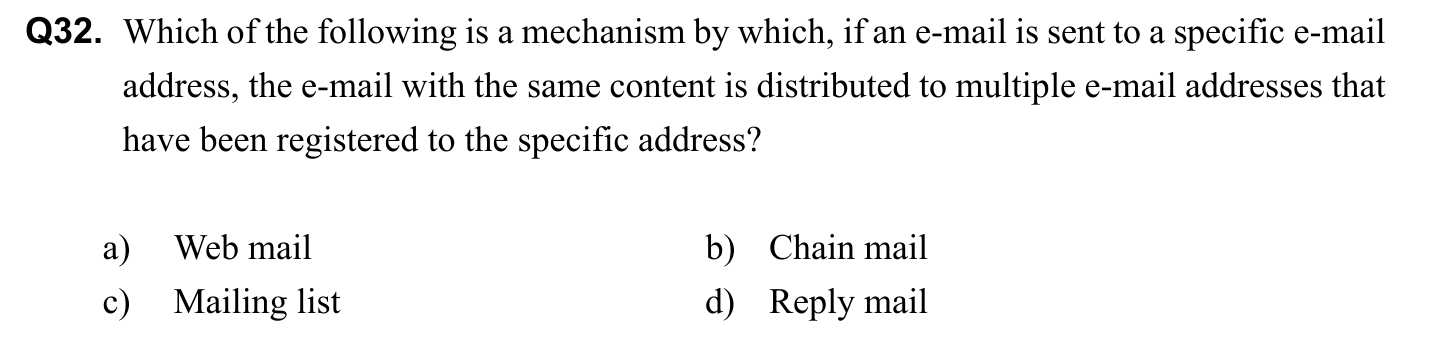 Q32. Which of the following is a mechanism by which, if an e-mail is sent to a specific e-mail
address, the e-mail with the same content is distributed to multiple e-mail addresses that
have been registered to the specific address?
a) Web mail b) Chain mail
c) Mailing list d) Reply mail